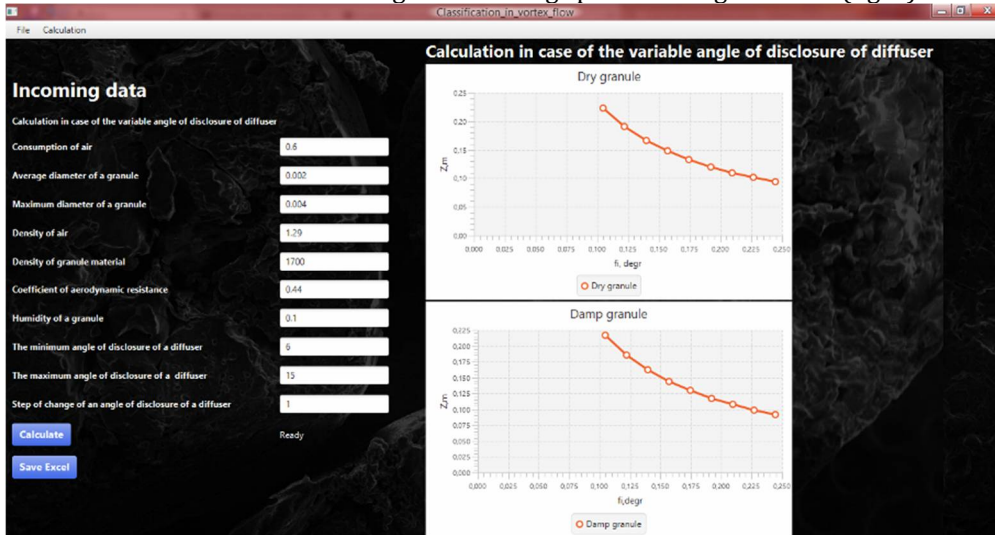 Classification_in_vortex_flow
File Calculation
Calculation in case of the variable angle of disclosure of diffuser
Incoming data
Calculation in case of the variable angle of disclosure of diffuser
Consumption of air 0.6
Average diameter of a granule 0.002
Maximum diameter of a granule 0.004
Density of air 1.29
Density of granule material 1700
Coefficient of aerodynamic resistance 0.44
Humidity of a granule 0.1
The minimum angle of disclosure of a diffuser 6
The maximum angle of disclosure of a diffuser 15
Step of change of an angle of disclosure of a diffuser 1
Calculate Ready
Save Excel
Dry granule
0,25
0,20
0,15
0,10
0,05
0,00
Z,m
0.000 0.025 0.050 0.075 0,100 0,125 0,150 0,175 0,200 0,225 0,250
fi, degr
Dry granule
Damp granule
0,225
0,200
0,175
0,150
0,125
0,100
0,075
0,050
0,025
0,000
Z,m
0,000 0,025 0,050 0,075 0,100 0,125 0,150 0,175 0,200 0,225 0,250
fi,degr
Damp granule